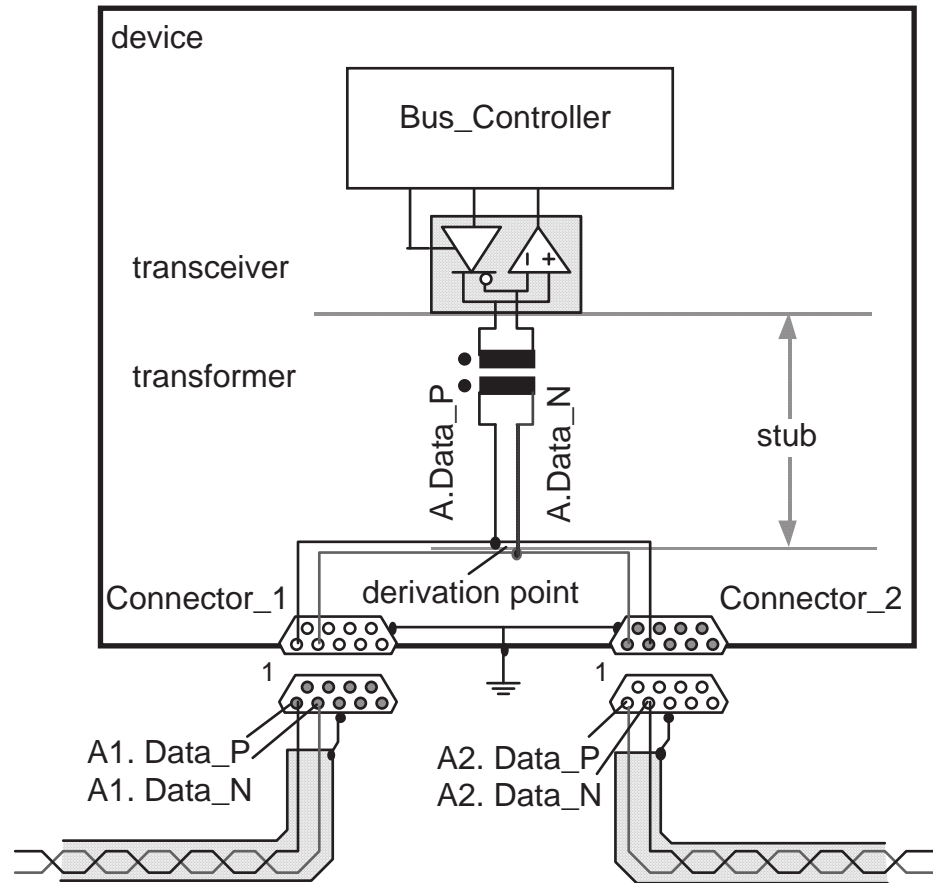 device
Bus_Controller
transceiver
transformer
A.Data_P
A.Data_N
stub
derivation point
Connector_1
Connector_2
1
1
A1. Data_P
A1. Data_N
A2. Data_P
A2. Data_N